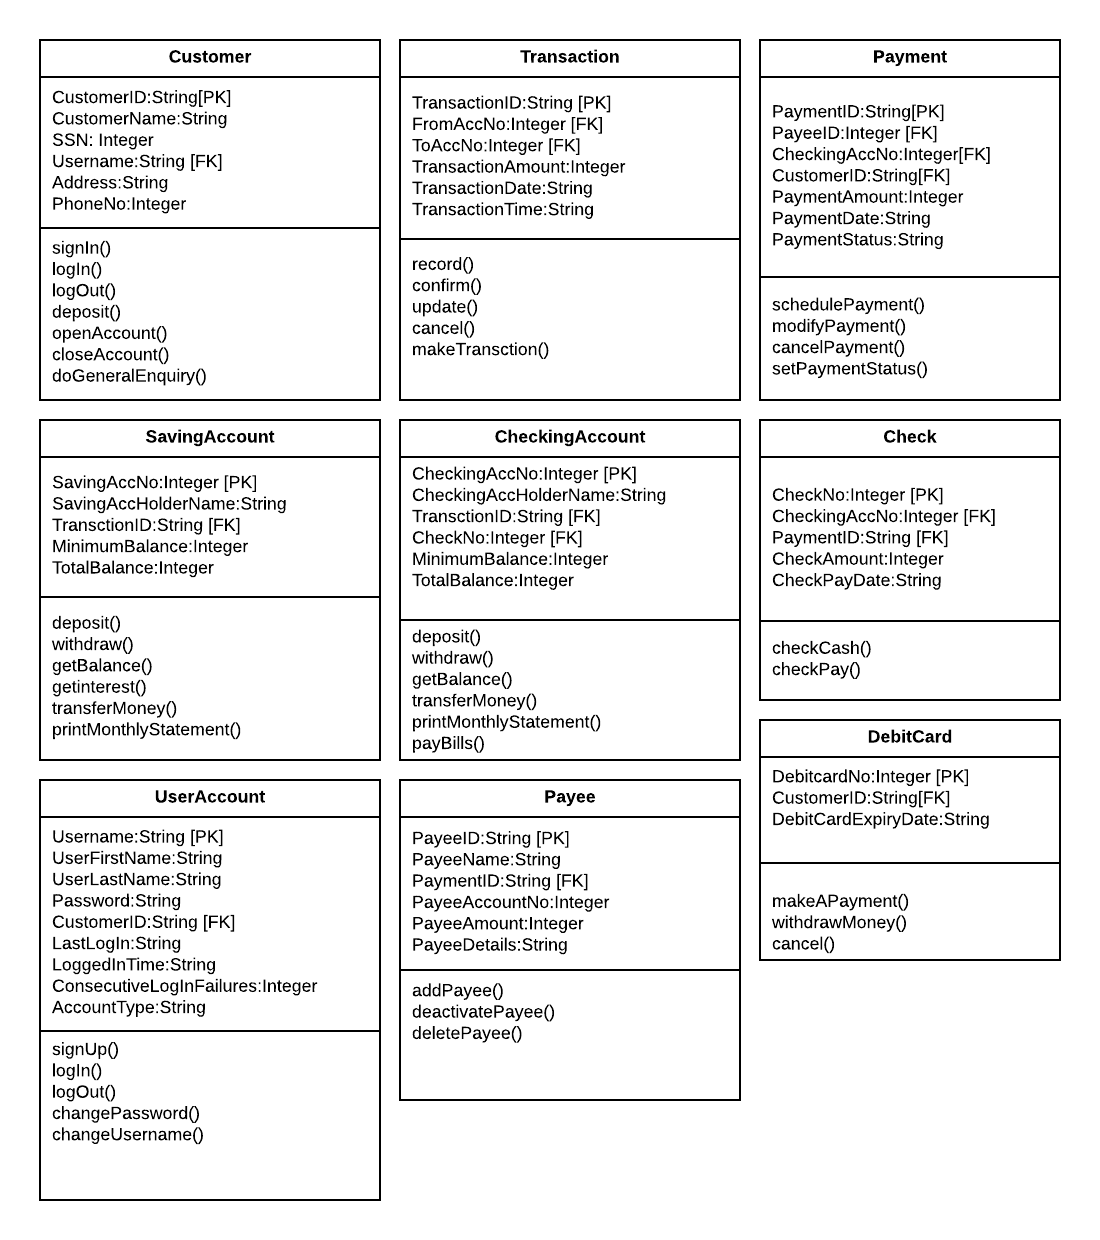 Customer
CustomerID:String[PK]
CustomerName:String
SSN: Integer
Username:String [FK]
Address:String
PhoneNo:Integer
signIn()
logIn()
logOut()
deposit()
openAccount()
closeAccount()
doGeneralEnquiry()
Transaction
TransactionID:String [PK]
FromAccNo:Integer [FK]
ToAccNo:Integer [FK]
TransactionAmount:Integer
TransactionDate:String
TransactionTime:String
record()
confirm()
update()
cancel()
makeTransction()
Payment
PaymentID:String[PK]
PayeeID:Integer [FK]
CheckingAccNo:Integer[FK]
CustomerID:String[FK]
PaymentAmount:Integer
PaymentDate:String
PaymentStatus:String
schedulePayment()
modifyPayment()
cancelPayment()
setPaymentStatus()
SavingAccount
SavingAccNo:Integer [PK]
SavingAccHolderName:String
TransctionID:String [FK]
MinimumBalance:Integer
TotalBalance:Integer
deposit()
withdraw()
getBalance()
getinterest()
transferMoney()
printMonthlyStatement()
CheckingAccount
CheckingAccNo:Integer [PK]
CheckingAccHolderName:String
TransctionID:String [FK]
CheckNo:Integer [FK]
MinimumBalance:Integer
TotalBalance:Integer
deposit()
withdraw()
getBalance()
transferMoney()
printMonthlyStatement()
payBills()
Check
CheckNo:Integer [PK]
CheckingAccNo:Integer [FK]
PaymentID:String [FK]
CheckAmount:Integer
CheckPayDate:String
checkCash()
checkPay()
DebitCard
DebitcardNo:Integer [PK]
CustomerID:String[FK]
DebitCardExpiryDate:String
makeAPayment()
withdrawMoney()
cancel()
UserAccount
Username:String [PK]
UserFirstName:String
UserLastName:String
Password:String
CustomerID:String [FK]
LastLogIn:String
LoggedInTime:String
ConsecutiveLogInFailures:Integer
AccountType:String
signUp()
logIn()
logOut()
changePassword()
changeUsername()
Payee
PayeeID:String [PK]
PayeeName:String
PaymentID:String [FK]
PayeeAccountNo:Integer
PayeeAmount:Integer
PayeeDetails:String
addPayee()
deactivatePayee()
deletePayee()